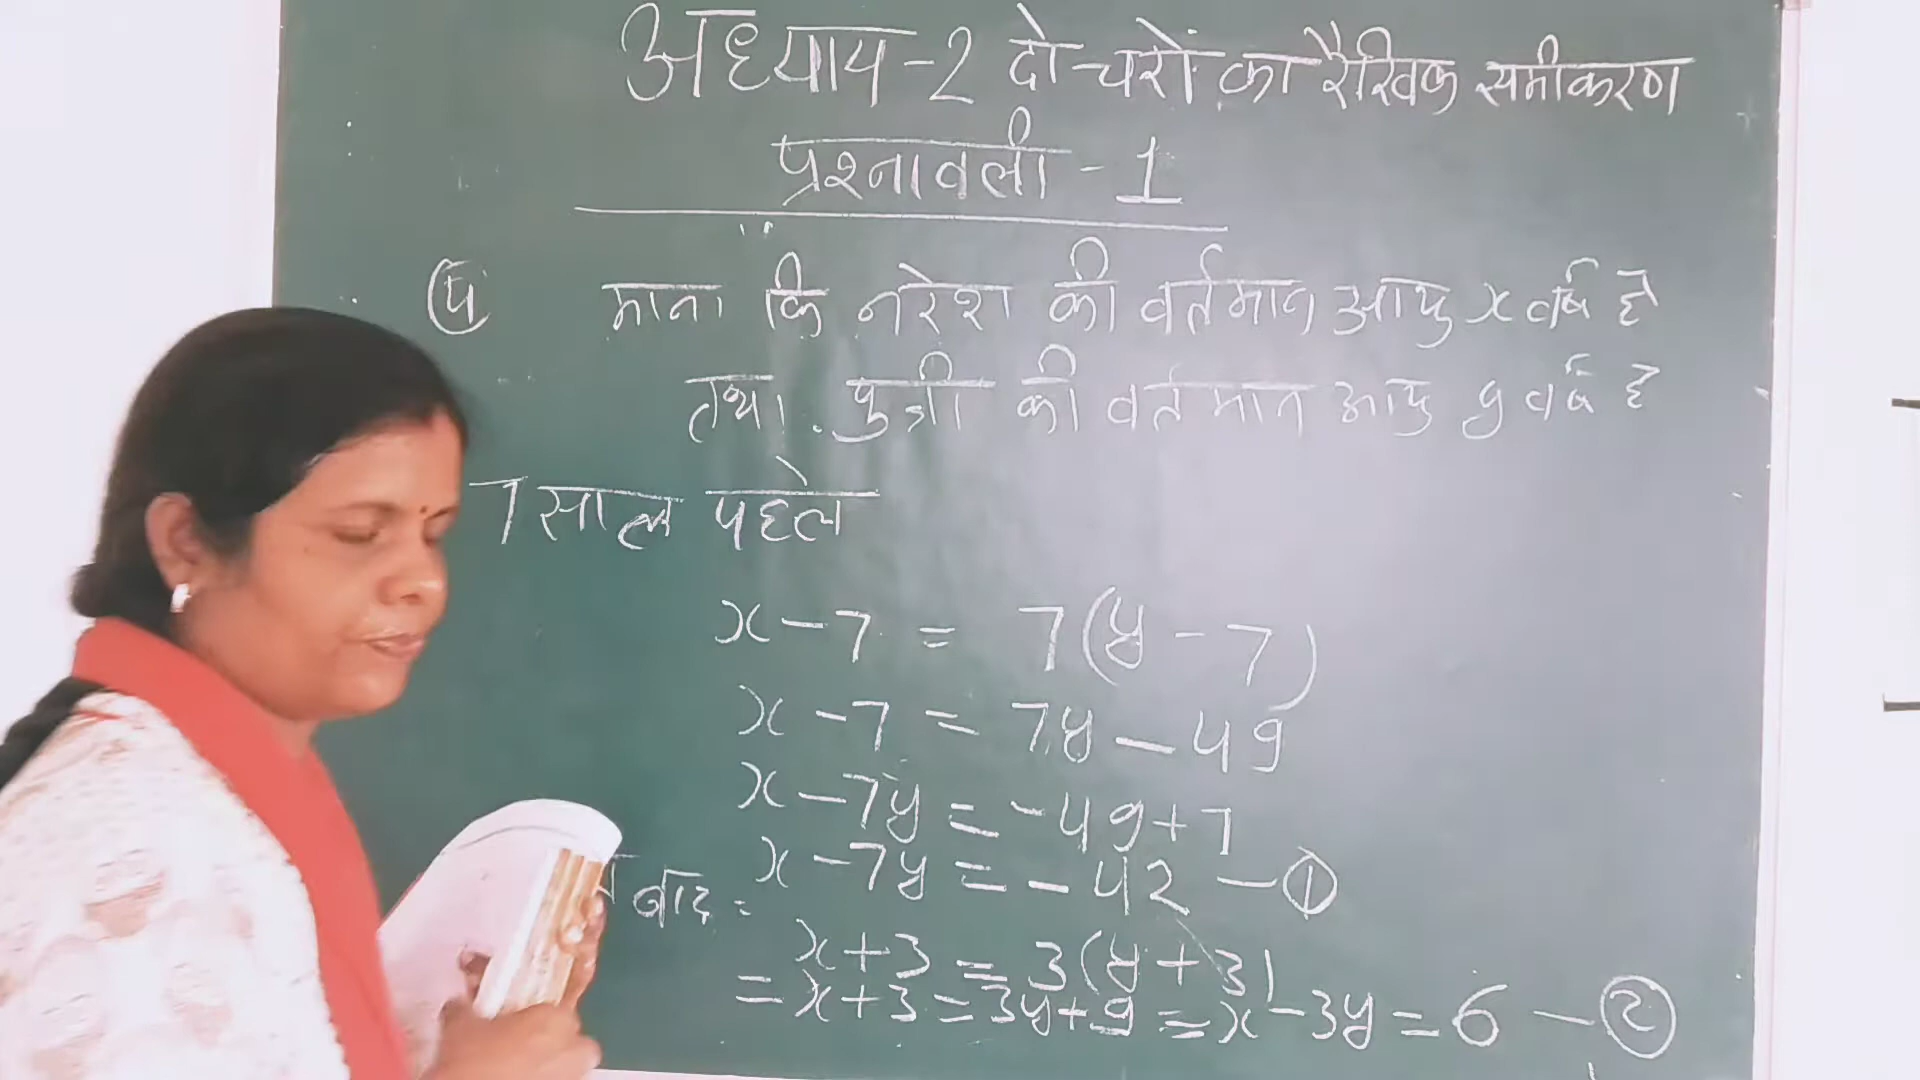 अध्याय-2 दो चरों का रैखिक समीकरण
प्रश्नावली - 1
माना कि नरेश की वर्तमान आयु x वर्ष है
तथा पुत्री की वर्तमान आयु y वर्ष है
7 साल पहले
x - 7 = 7(y - 7)
x - 7 = 7y - 49
x - 7y = -49 + 7
x - 7y = - 42 - ①
बाद =
x + 3 = 3(y + 3)
= x + 3 = 3y + 9 = x - 3y = 6 - ②